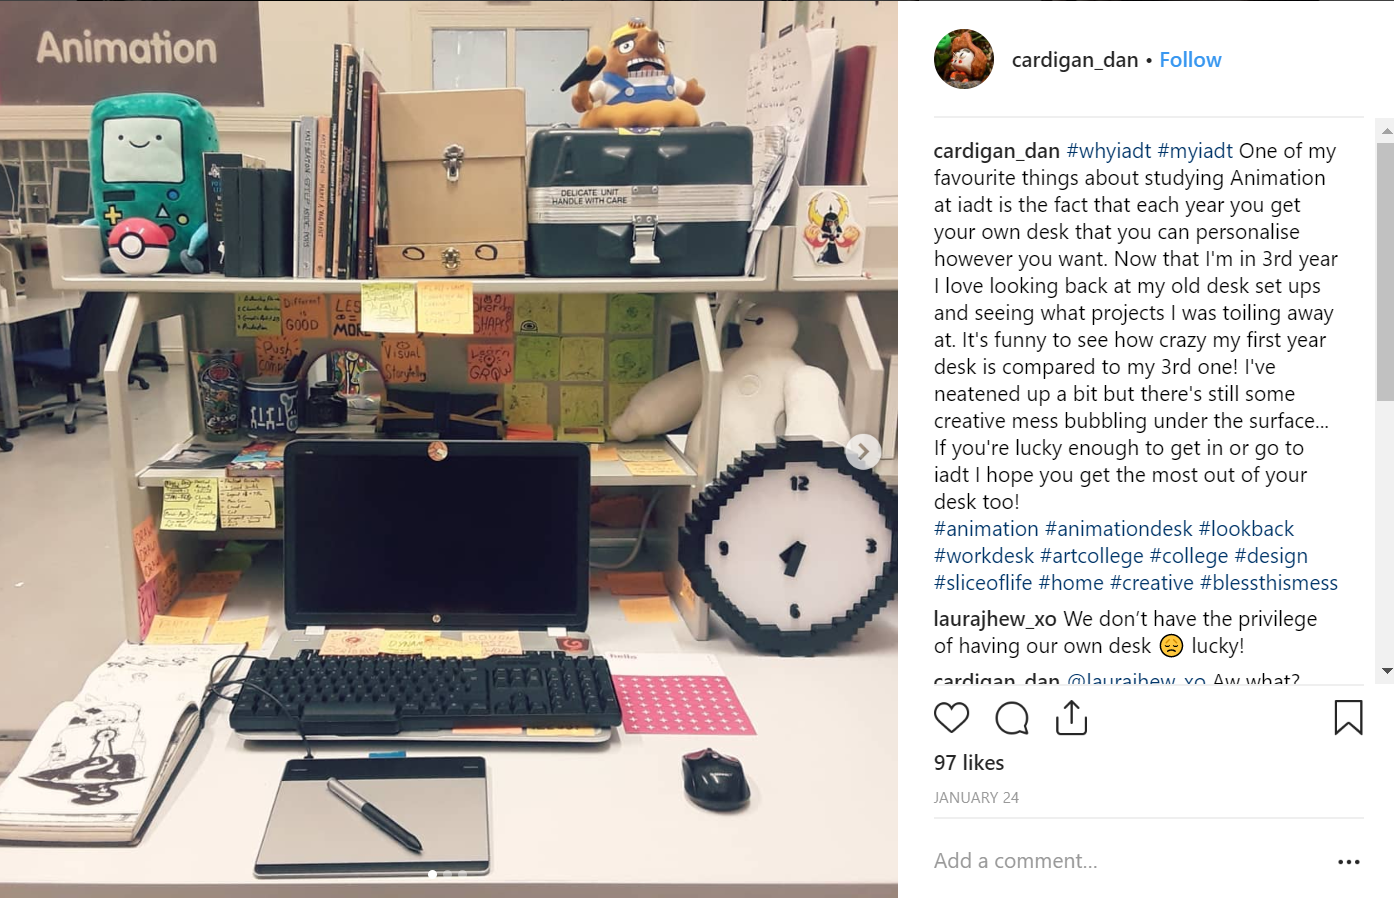 Animation
DELICATE UNIT
HANDLE WITH CARE
Different
is
GOOD
LES
=
MORE
Push
VISUAL
Storytelling
Learn
GROW
SHAPES
12
3
6
9
hp
hello
cardigan_dan • Follow
cardigan_dan #whyiadt #myiadt One of my
favourite things about studying Animation
at iadt is the fact that each year you get
your own desk that you can personalise
however you want. Now that I'm in 3rd year
I love looking back at my old desk set ups
and seeing what projects I was toiling away
at. It's funny to see how crazy my first year
desk is compared to my 3rd one! I've
neatened up a bit but there's still some
creative mess bubbling under the surface...
If you're lucky enough to get in or go to
iadt I hope you get the most out of your
desk too!
#animation #animationdesk #lookback
#workdesk #artcollege #college #design
#sliceoflife #home #creative #blessthismess
laurajhew_xo We don’t have the privilege
of having our own desk 😔 lucky!
cardigan_dan @laurajhew_xo Aw what?
97 likes
JANUARY 24
Add a comment...